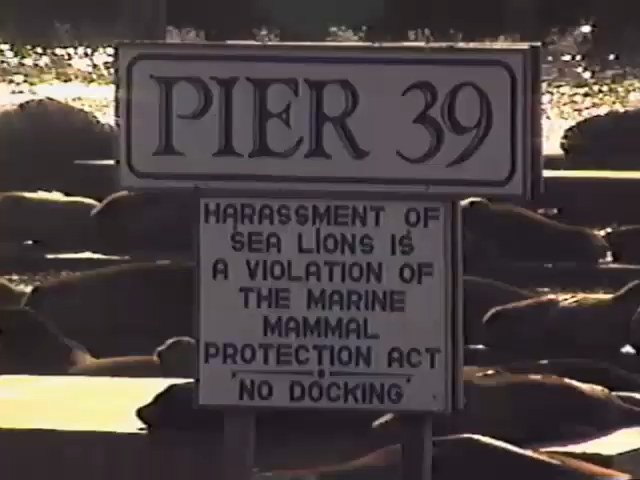 PIER 39
HARASSMENT OF
SEA LIONS IS
A VIOLATION OF
THE MARINE
MAMMAL
PROTECTION ACT
NO DOCKING